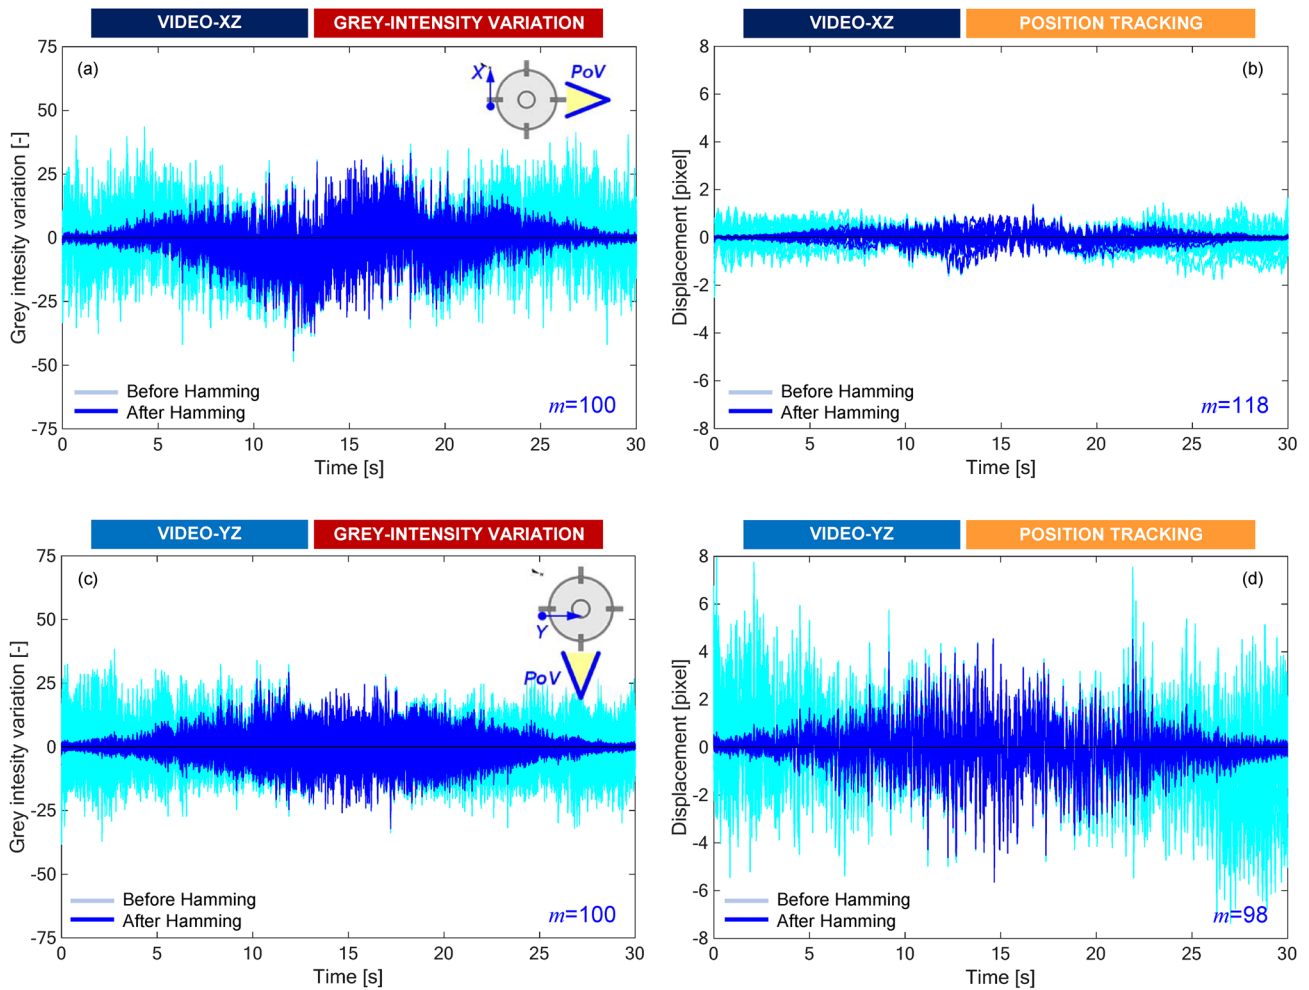 VIDEO-XZ GREY-INTENSITY VARIATION
75
50
25
0
-25
-50
-75
Grey intesity variation [-]
(a)
X
PoV
Before Hamming
After Hamming
m=100
0 5 10 15 20 25 30
Time [s]
VIDEO-XZ POSITION TRACKING
8
6
4
2
0
-2
-4
-6
-8
Displacement [pixel]
(b)
Before Hamming
After Hamming
m=118
0 5 10 15 20 25 30
Time [s]
VIDEO-YZ GREY-INTENSITY VARIATION
75
50
25
0
-25
-50
-75
Grey intesity variation [-]
(c)
Y
PoV
Before Hamming
After Hamming
m=100
0 5 10 15 20 25 30
Time [s]
VIDEO-YZ POSITION TRACKING
8
6
4
2
0
-2
-4
-6
-8
Displacement [pixel]
(d)
Before Hamming
After Hamming
m=98
0 5 10 15 20 25 30
Time [s]